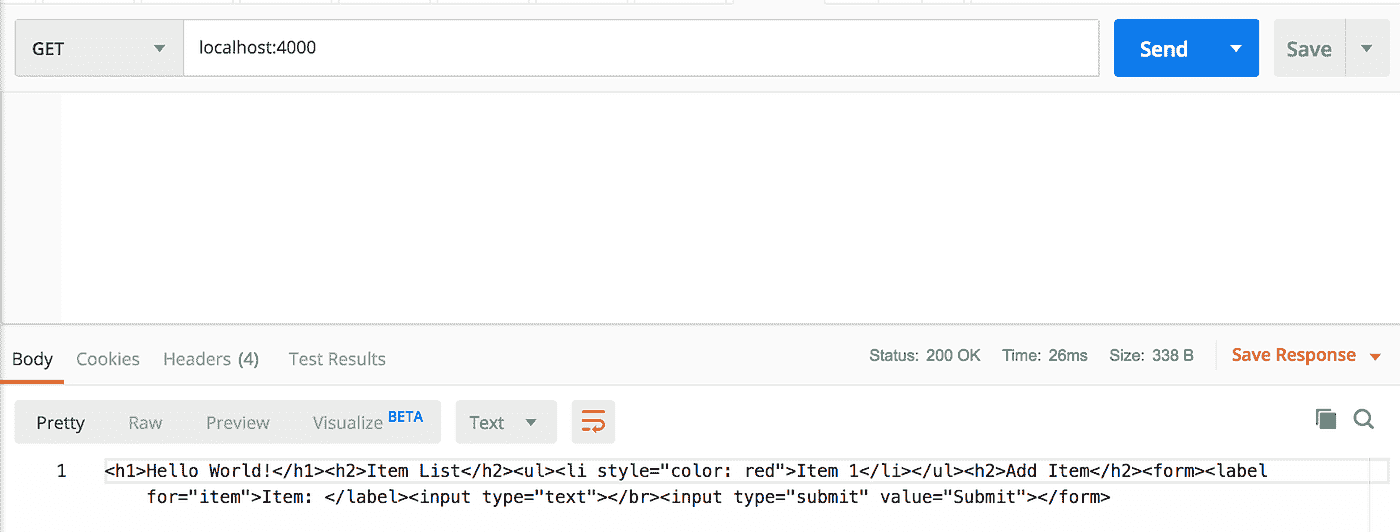 GET localhost:4000 Send Save
Body Cookies Headers (4) Test Results Status: 200 OK Time: 26ms Size: 338 B Save Response
Pretty Raw Preview Visualize BETA Text
1 <h1>Hello World!</h1><h2>Item List</h2><ul><li style="color: red">Item 1</li></ul><h2>Add Item</h2><form><label
for="item">Item: </label><input type="text"></br><input type="submit" value="Submit"></form>